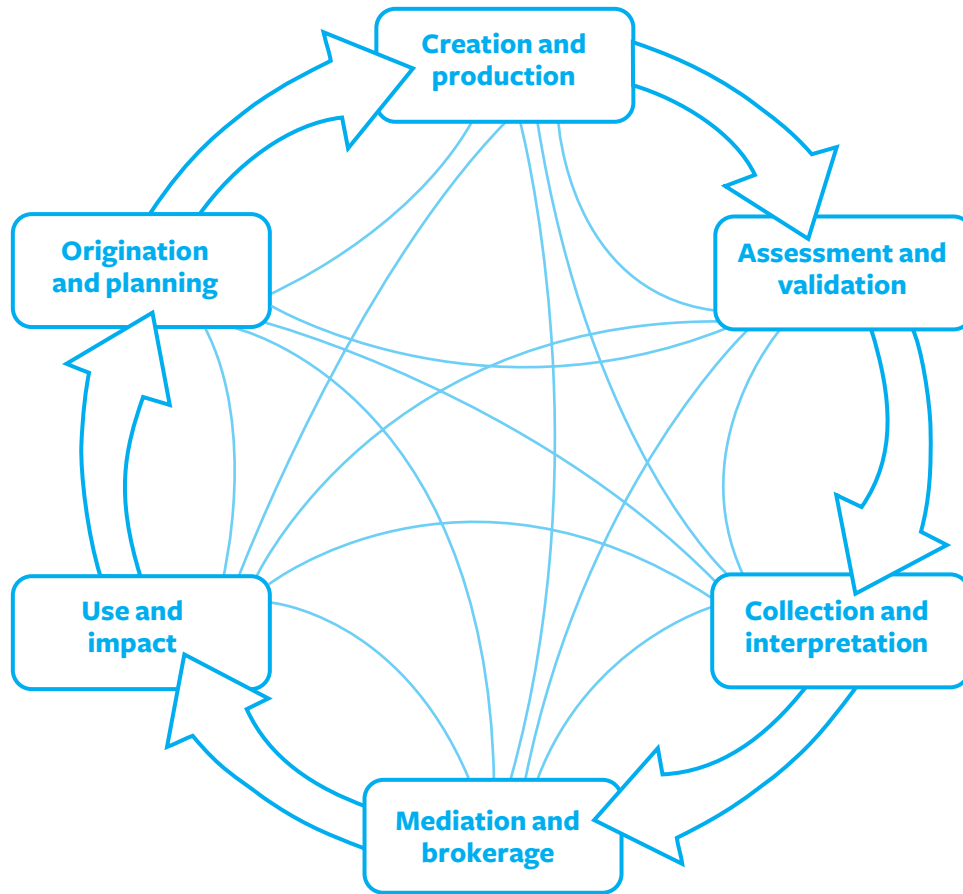 Creation and
production
Origination
and planning
Assessment and
validation
Use and
impact
Collection and
interpretation
Mediation and
brokerage